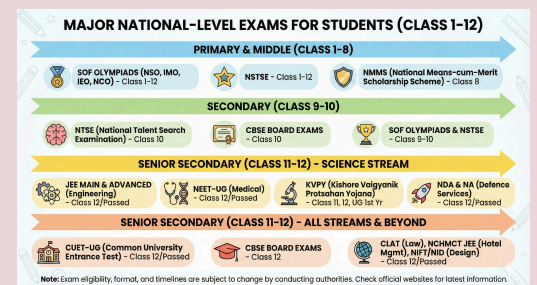 MAJOR NATIONAL-LEVEL EXAMS FOR STUDENTS (CLASS 1-12)
PRIMARY & MIDDLE (CLASS 1-8)
SOF OLYMPIADS (NSO, IMO,
IEO, NCO) - Class 1-12
NSTSE - Class 1-12
NMMS (National Means-cum-Merit
Scholarship Scheme) - Class 8
SECONDARY (CLASS 9-10)
NTSE (National Talent Search
Examination) - Class 10
CBSE BOARD EXAMS
- Class 10
SOF OLYMPIADS & NSTSE
- Class 9-10
SENIOR SECONDARY (CLASS 11-12) - SCIENCE STREAM
JEE MAIN & ADVANCED
(Engineering)
- Class 12/Passed
NEET-UG (Medical)
- Class 12/Passed
KVPY (Kishore Vaigyanik
Protsahan Yojana)
- Class 11, 12, UG 1st Yr
NDA & NA (Defence
Services)
- Class 12/Passed
SENIOR SECONDARY (CLASS 11-12) - ALL STREAMS & BEYOND
CUET-UG (Common University
Entrance Test) - Class 12/Passed
CBSE BOARD EXAMS
- Class 12
CLAT (Law), NCHMCT JEE (Hotel
Mgmt), NIFT/NID (Design)
- Class 12/Passed
Note: Exam eligibility, format, and timelines are subject to change by conducting authorities. Check official websites for latest information.